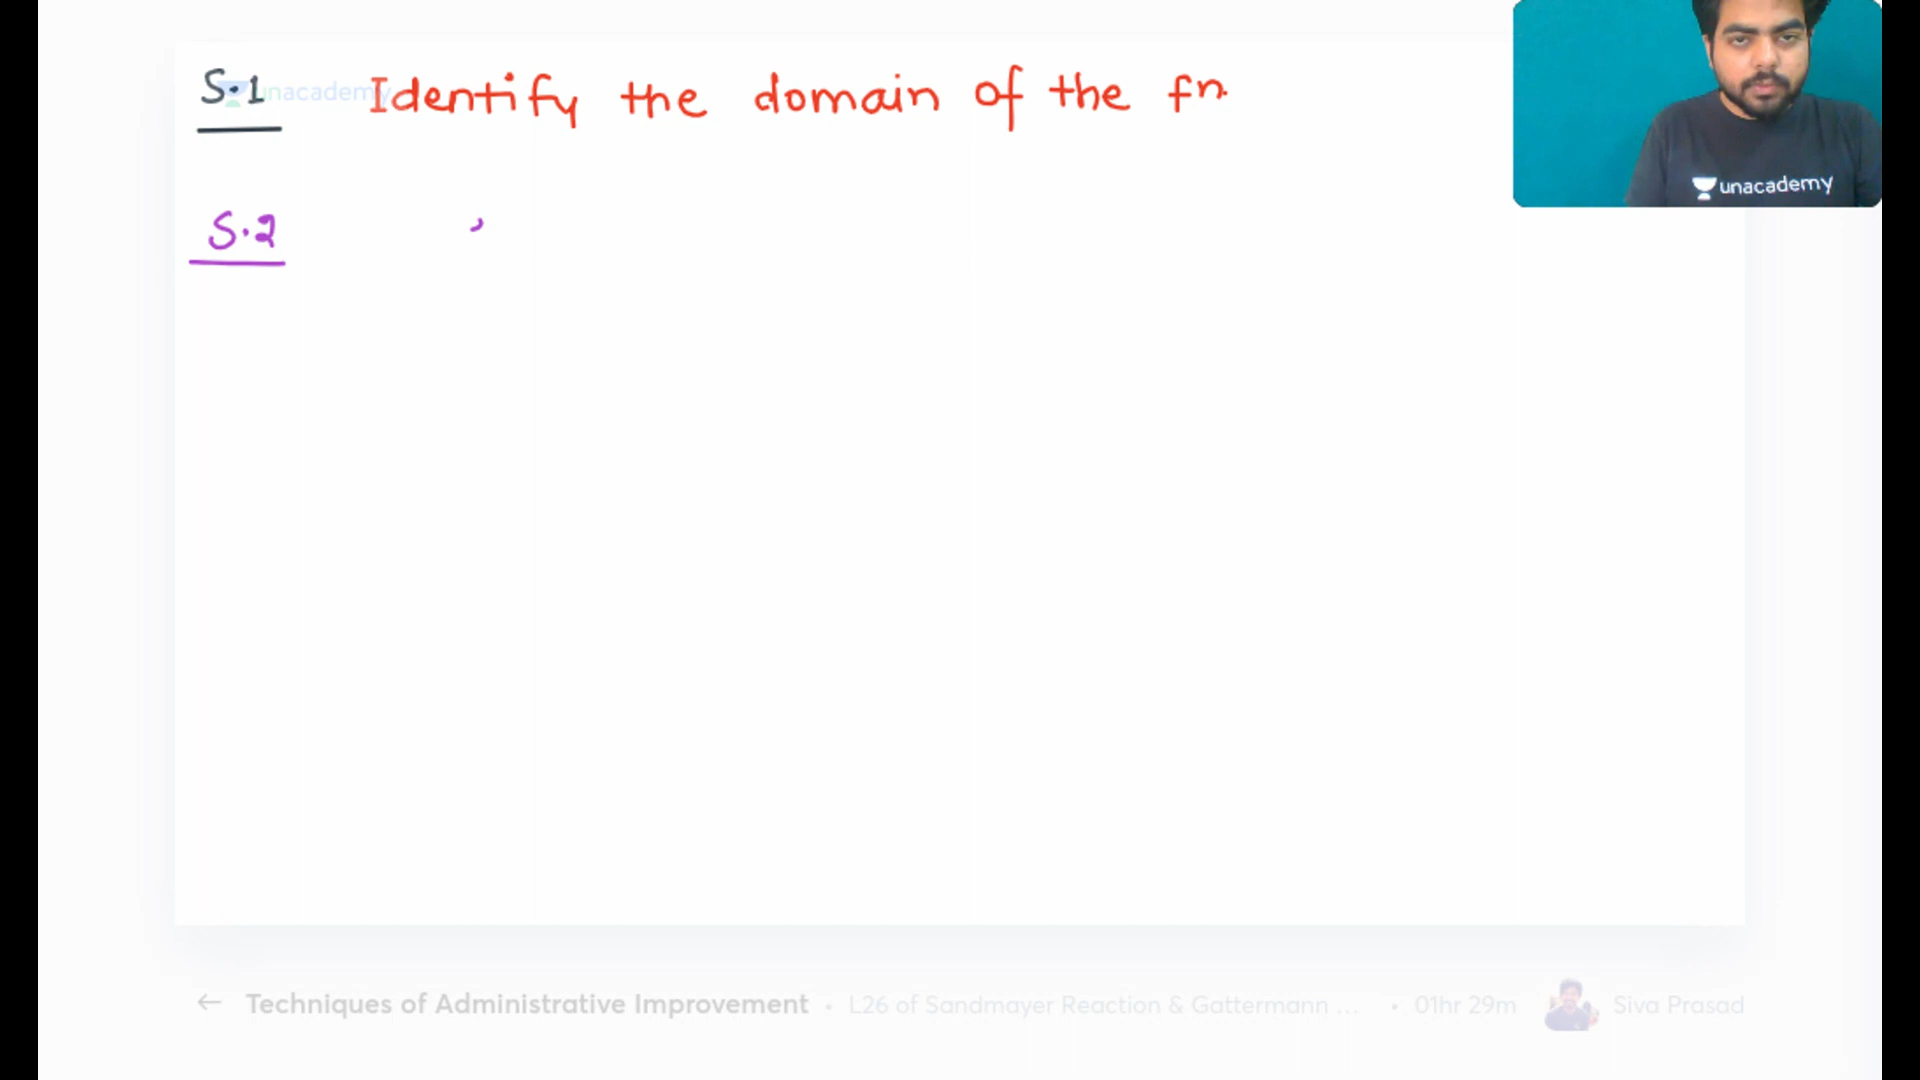 S.1 unacademy Identify the domain of the fn.
unacademy
S.2 ,
← Techniques of Administrative Improvement • L26 of Sandmayer Reaction & Gattermann ... • 01hr 29m Siva Prasad